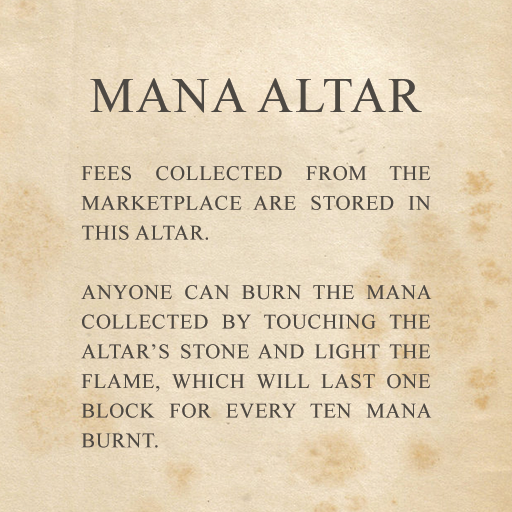 MANA ALTAR
FEES COLLECTED FROM THE
MARKETPLACE ARE STORED IN
THIS ALTAR.
ANYONE CAN BURN THE MANA
COLLECTED BY TOUCHING THE
ALTAR’S STONE AND LIGHT THE
FLAME, WHICH WILL LAST ONE
BLOCK FOR EVERY TEN MANA
BURNT.